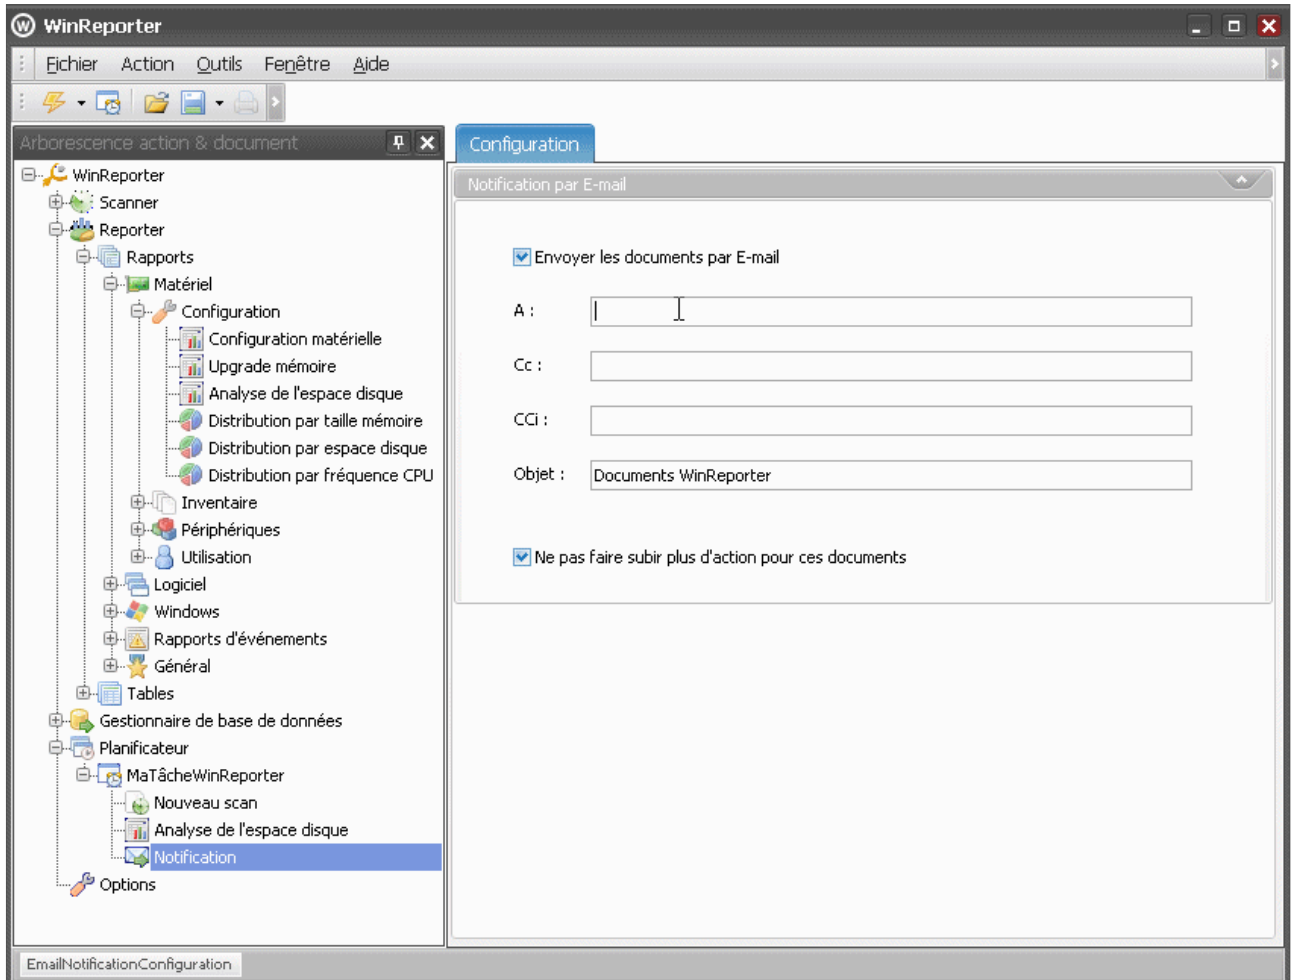 WinReporter
Fichier Action Outils Fenêtre Aide
Arborescence action & document
WinReporter
Scanner
Reporter
Rapports
Matériel
Configuration
Configuration matérielle
Upgrade mémoire
Analyse de l'espace disque
Distribution par taille mémoire
Distribution par espace disque
Distribution par fréquence CPU
Inventaire
Périphériques
Utilisation
Logiciel
Windows
Rapports d'événements
Général
Tables
Gestionnaire de base de données
Planificateur
MaTâcheWinReporter
Nouveau scan
Analyse de l'espace disque
Notification
Options
Configuration
Notification par E-mail
Envoyer les documents par E-mail
A :
Cc :
CCi :
Objet : Documents WinReporter
Ne pas faire subir plus d'action pour ces documents
EmailNotificationConfiguration